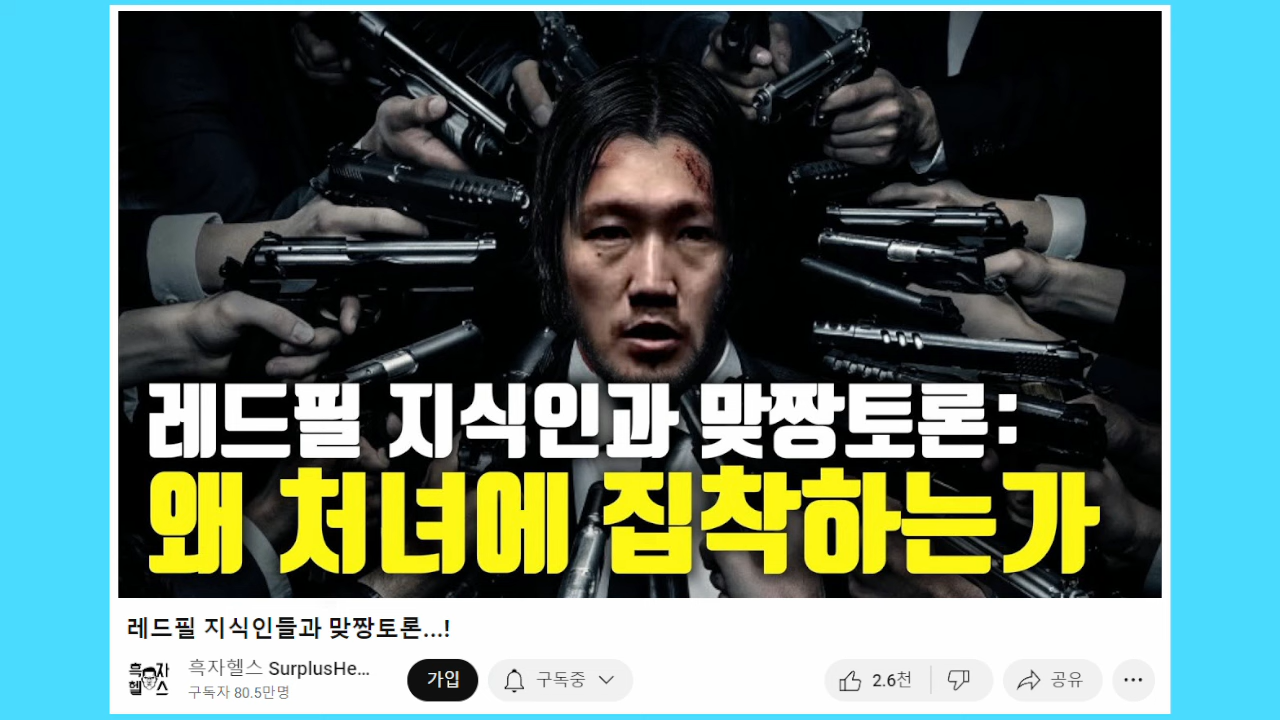 레드필 지식인과 맞짱토론:
왜 처녀에 집착하는가
레드필 지식인들과 맞짱토론...!
흑자헬스
흑자헬스 SurplusHe...
구독자 80.5만명
가입
구독중
2.6천
공유